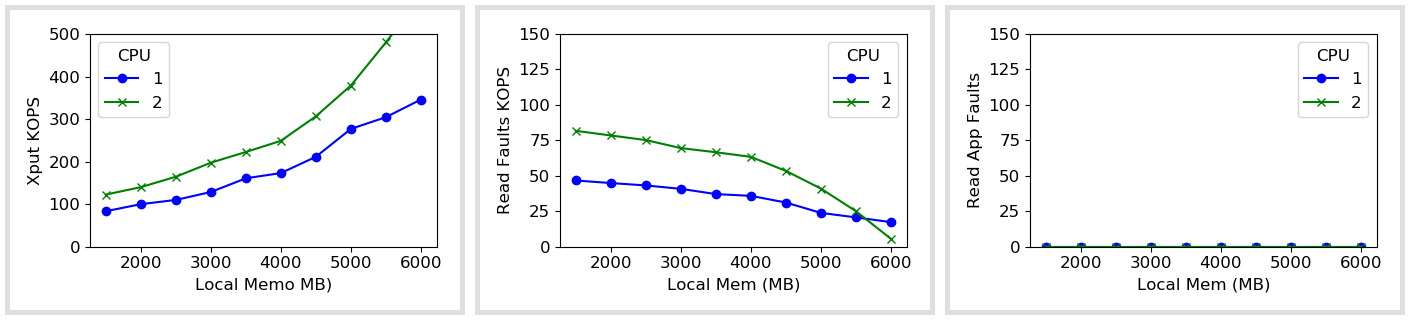 500
400
300
200
100
0
Xput KOPS
CPU
1
2
2000 3000 4000 5000 6000
Local Memo MB)
150
125
100
75
50
25
0
Read Faults KOPS
CPU
1
2
2000 3000 4000 5000 6000
Local Mem (MB)
150
125
100
75
50
25
0
Read App Faults
CPU
1
2
2000 3000 4000 5000 6000
Local Mem (MB)